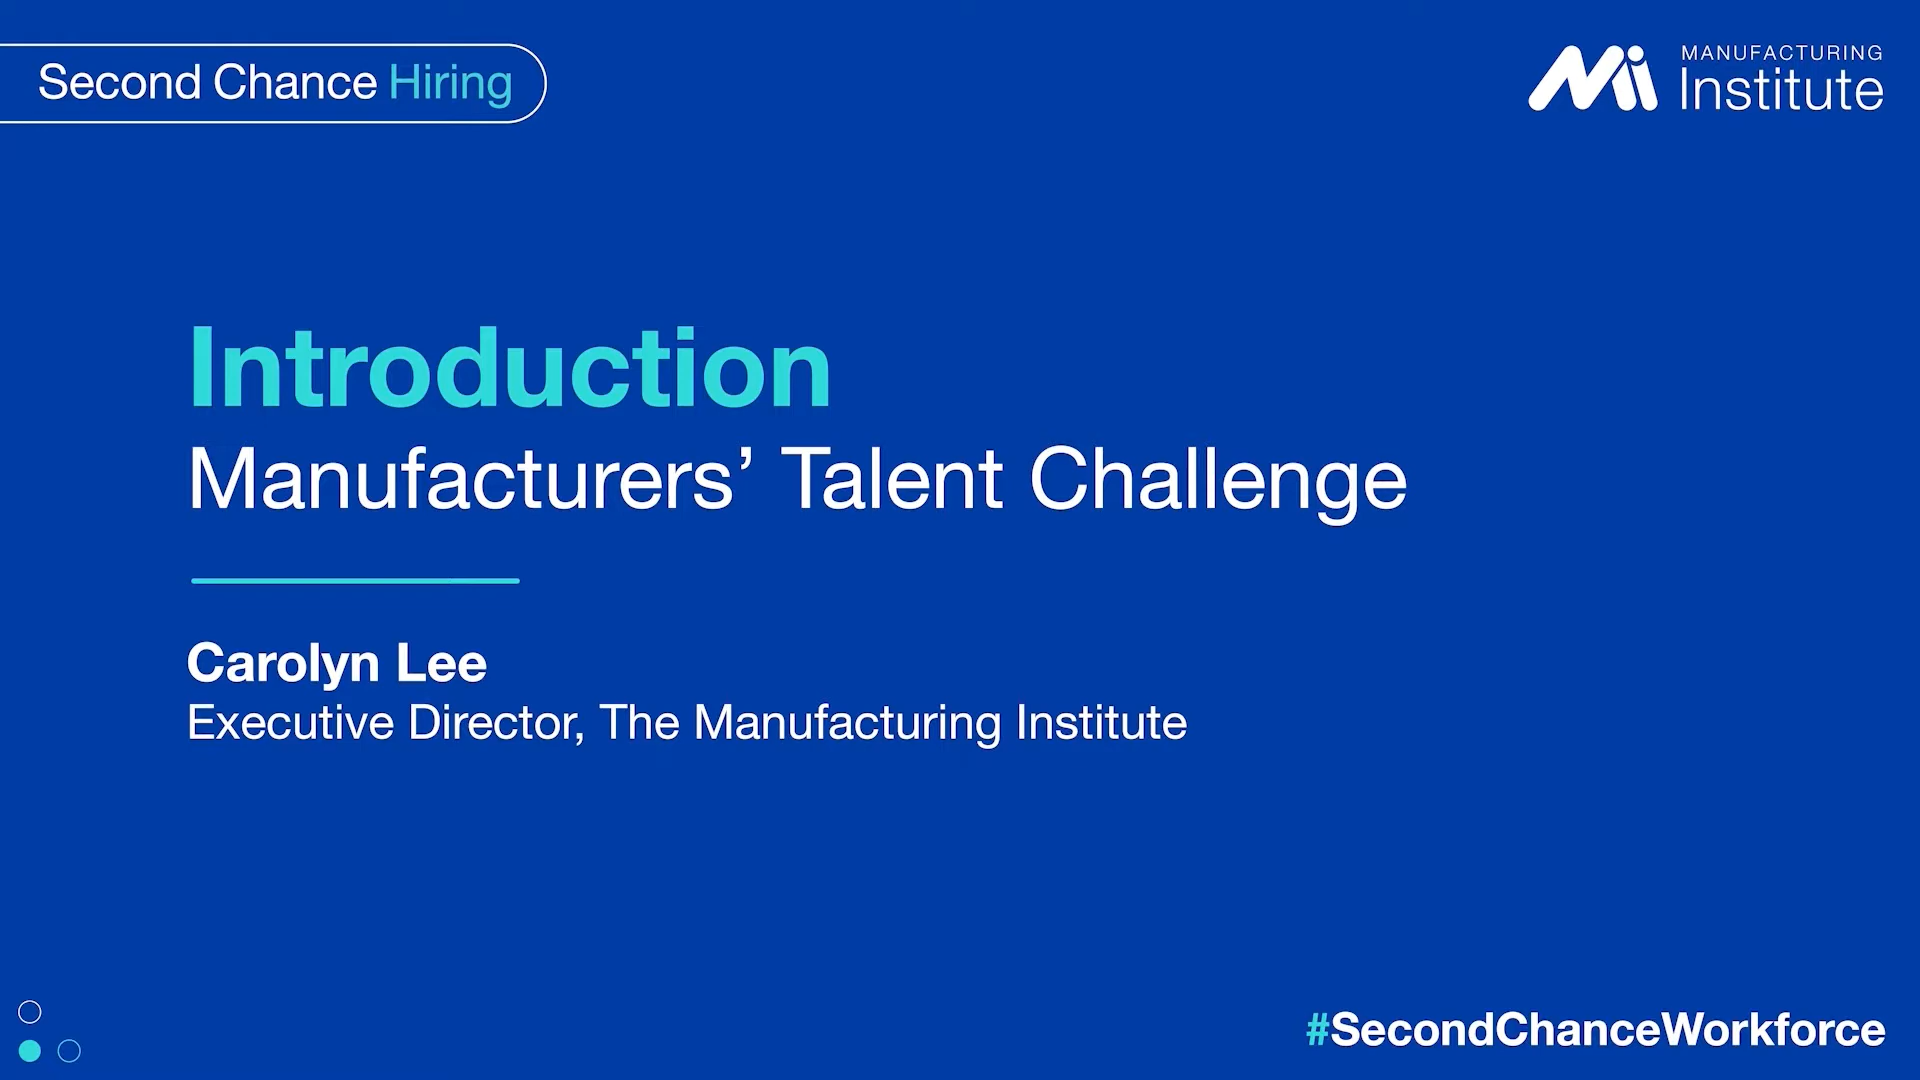 Second Chance Hiring
MANUFACTURING
Institute
Introduction
Manufacturers’ Talent Challenge
Carolyn Lee
Executive Director, The Manufacturing Institute
#SecondChanceWorkforce